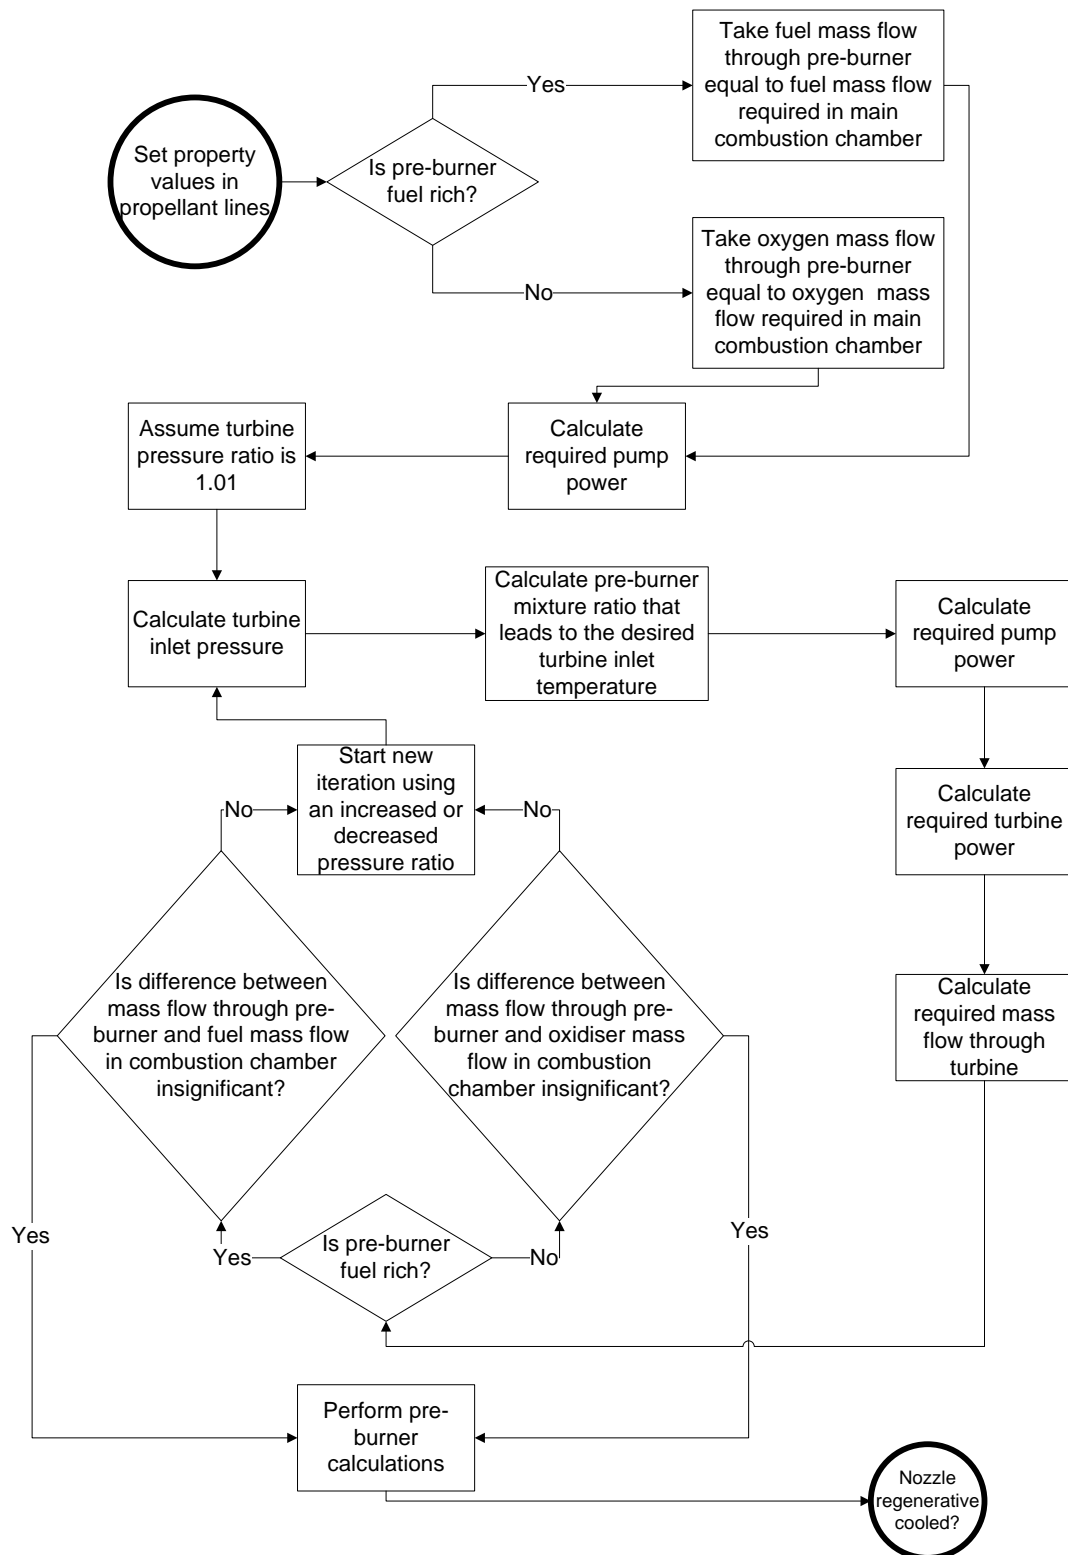 Take fuel mass flow
through pre-burner
equal to fuel mass flow
required in main
combustion chamber
Yes
Set property
values in
propellant lines
Is pre-burner
fuel rich?
Take oxygen mass flow
through pre-burner
equal to oxygen mass
flow required in main
combustion chamber
No
Calculate
required pump
power
Assume turbine
pressure ratio is
1.01
Calculate turbine
inlet pressure
Calculate pre-burner
mixture ratio that
leads to the desired
turbine inlet
temperature
Calculate
required pump
power
Start new
iteration using
an increased or
decreased
pressure ratio
No
No
Calculate
required turbine
power
Is difference between
mass flow through pre-
burner and fuel mass flow
in combustion chamber
insignificant?
Is difference between
mass flow through pre-
burner and oxidiser mass
flow in combustion
chamber insignificant?
Calculate
required mass
flow through
turbine
Yes
Yes
Is pre-burner
fuel rich?
No
Yes
Perform pre-
burner
calculations
Nozzle
regenerative
cooled?